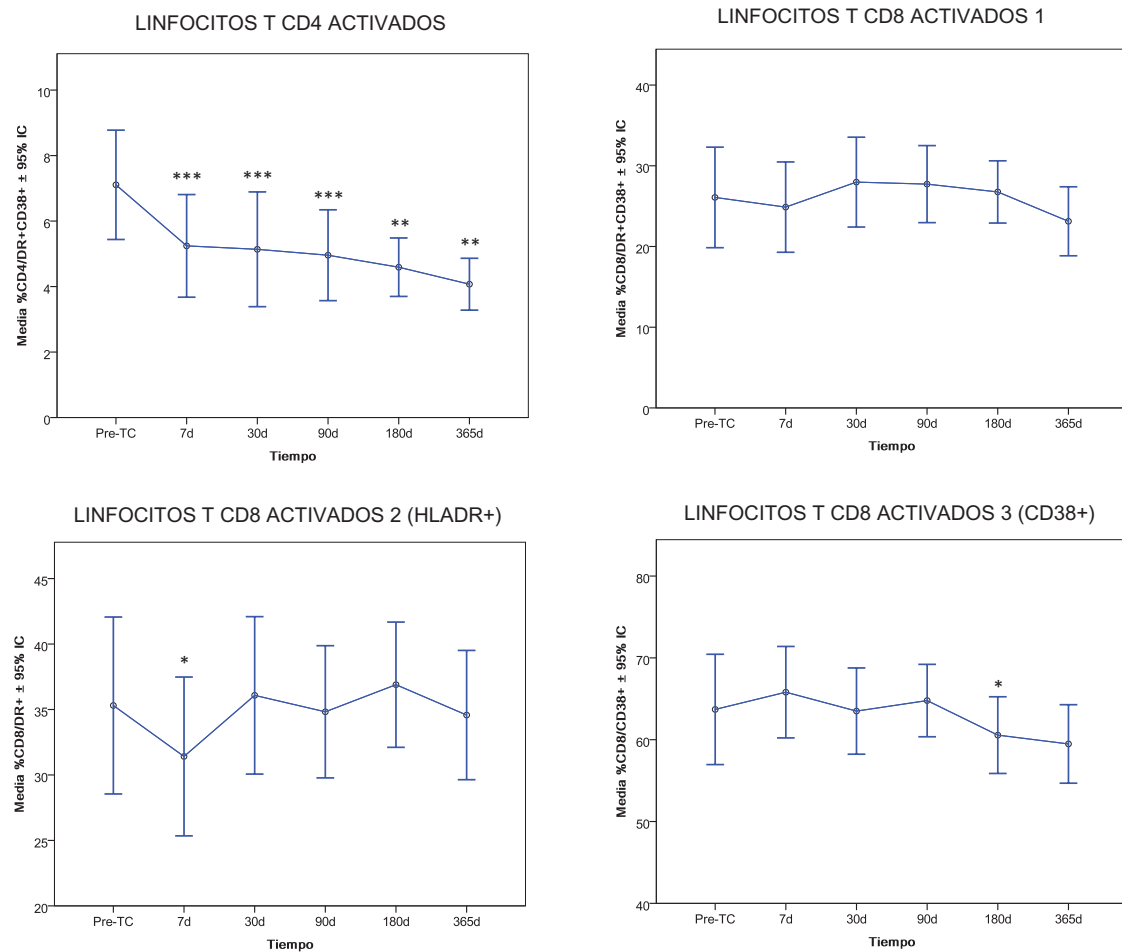 LINFOCITOS T CD4 ACTIVADOS
Media %CD4/DR+CD38+ ± 95% IC
10
8
6
4
2
0
***
***
***
**
**
Pre-TC 7d 30d 90d 180d 365d
Tiempo
LINFOCITOS T CD8 ACTIVADOS 1
Media %CD8/DR+CD38+ ± 95% IC
40
30
20
10
0
Pre-TC 7d 30d 90d 180d 365d
Tiempo
LINFOCITOS T CD8 ACTIVADOS 2 (HLADR+)
Media %CD8/DR+ ± 95% IC
45
40
35
30
25
20
*
Pre-TC 7d 30d 90d 180d 365d
Tiempo
LINFOCITOS T CD8 ACTIVADOS 3 (CD38+)
Media %CD8/CD38+ ± 95% IC
80
70
60
50
40
*
Pre-TC 7d 30d 90d 180d 365d
Tiempo